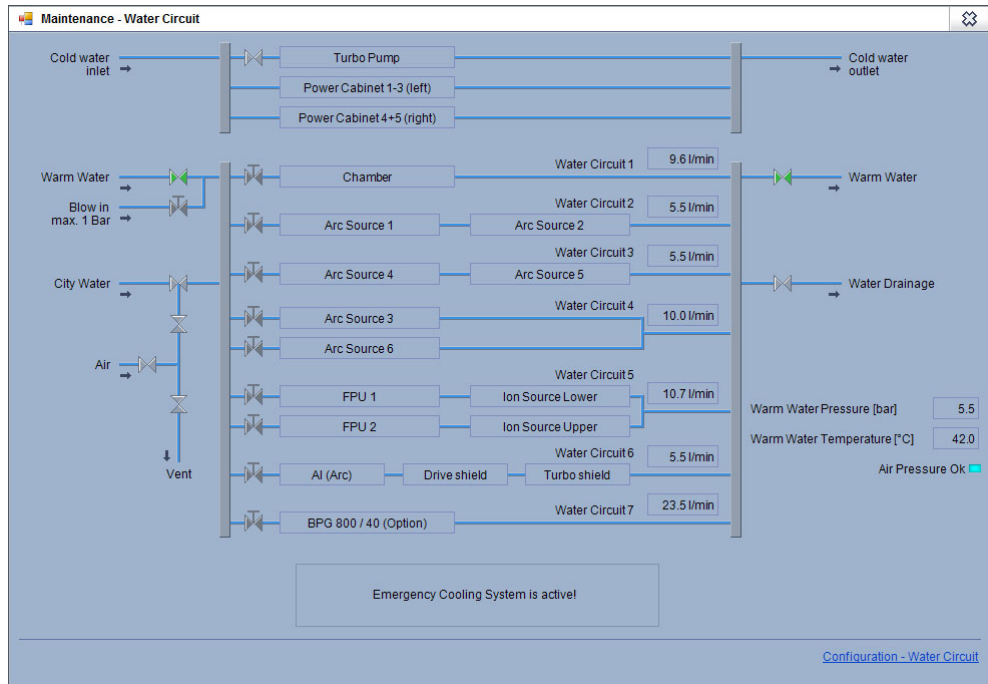 Maintenance - Water Circuit
Cold water
inlet
Turbo Pump
Cold water
outlet
Power Cabinet 1-3 (left)
Power Cabinet 4+5 (right)
Water Circuit 1
9.6 l/min
Warm Water
Chamber
Warm Water
Blow in
max. 1 Bar
Water Circuit 2
5.5 l/min
Arc Source 1
Arc Source 2
Water Circuit 3
5.5 l/min
City Water
Arc Source 4
Arc Source 5
Water Drainage
Water Circuit 4
10.0 l/min
Arc Source 3
Arc Source 6
Air
Water Circuit 5
10.7 l/min
FPU 1
Ion Source Lower
FPU 2
Ion Source Upper
Warm Water Pressure [bar]
5.5
Warm Water Temperature [°C]
42.0
Air Pressure Ok
Water Circuit 6
5.5 l/min
Vent
AI (Arc)
Drive shield
Turbo shield
Water Circuit 7
23.5 l/min
BPG 800 / 40 (Option)
Emergency Cooling System is active!
Configuration - Water Circuit